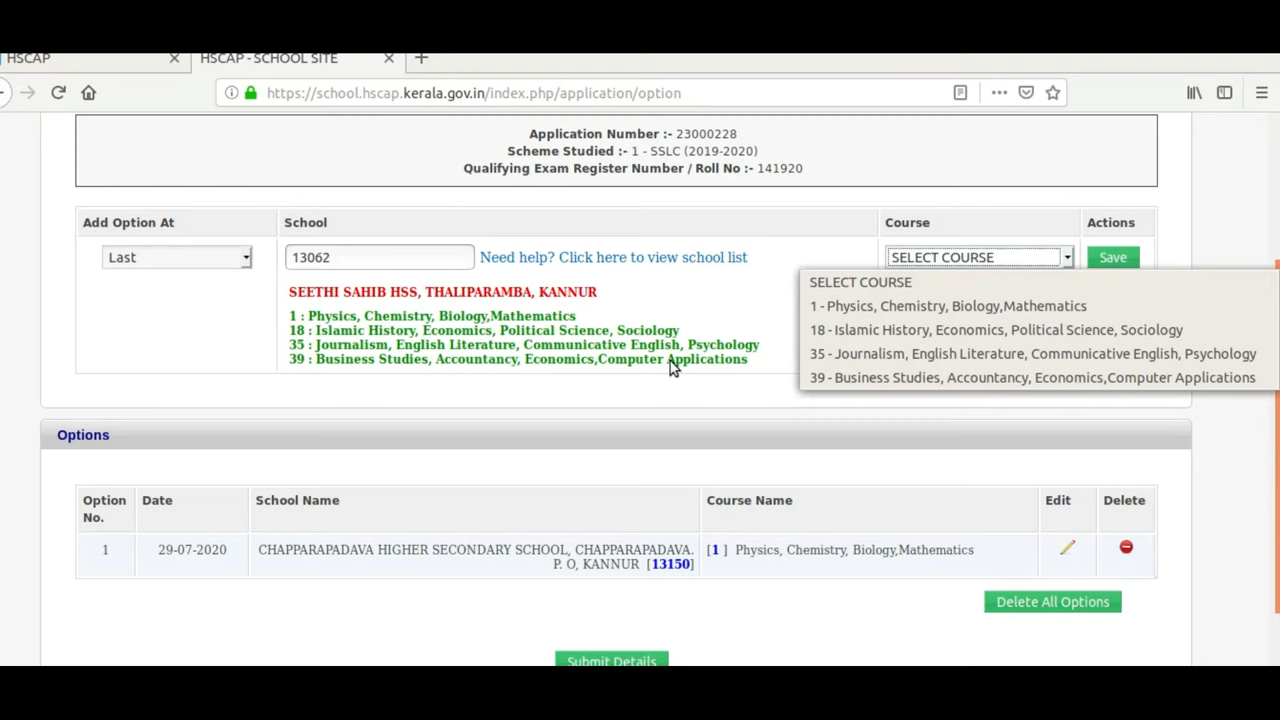 HSCAP
HSCAP - SCHOOL SITE
https://school.hscap.kerala.gov.in/index.php/application/option
Application Number :- 23000228
Scheme Studied :- 1 - SSLC (2019-2020)
Qualifying Exam Register Number / Roll No :- 141920
Add Option At School Course Actions
Last 13062 Need help? Click here to view school list SELECT COURSE Save
SEETHI SAHIB HSS, THALIPARAMBA, KANNUR
1 : Physics, Chemistry, Biology,Mathematics
18 : Islamic History, Economics, Political Science, Sociology
35 : Journalism, English Literature, Communicative English, Psychology
39 : Business Studies, Accountancy, Economics,Computer Applications
SELECT COURSE
1 - Physics, Chemistry, Biology,Mathematics
18 - Islamic History, Economics, Political Science, Sociology
35 - Journalism, English Literature, Communicative English, Psychology
39 - Business Studies, Accountancy, Economics,Computer Applications
Options
Option No. Date School Name Course Name Edit Delete
1 29-07-2020 CHAPPARAPADAVA HIGHER SECONDARY SCHOOL, CHAPPARAPADAVA. [1 ] Physics, Chemistry, Biology,Mathematics
P. O, KANNUR [13150]
Delete All Options
Submit Details